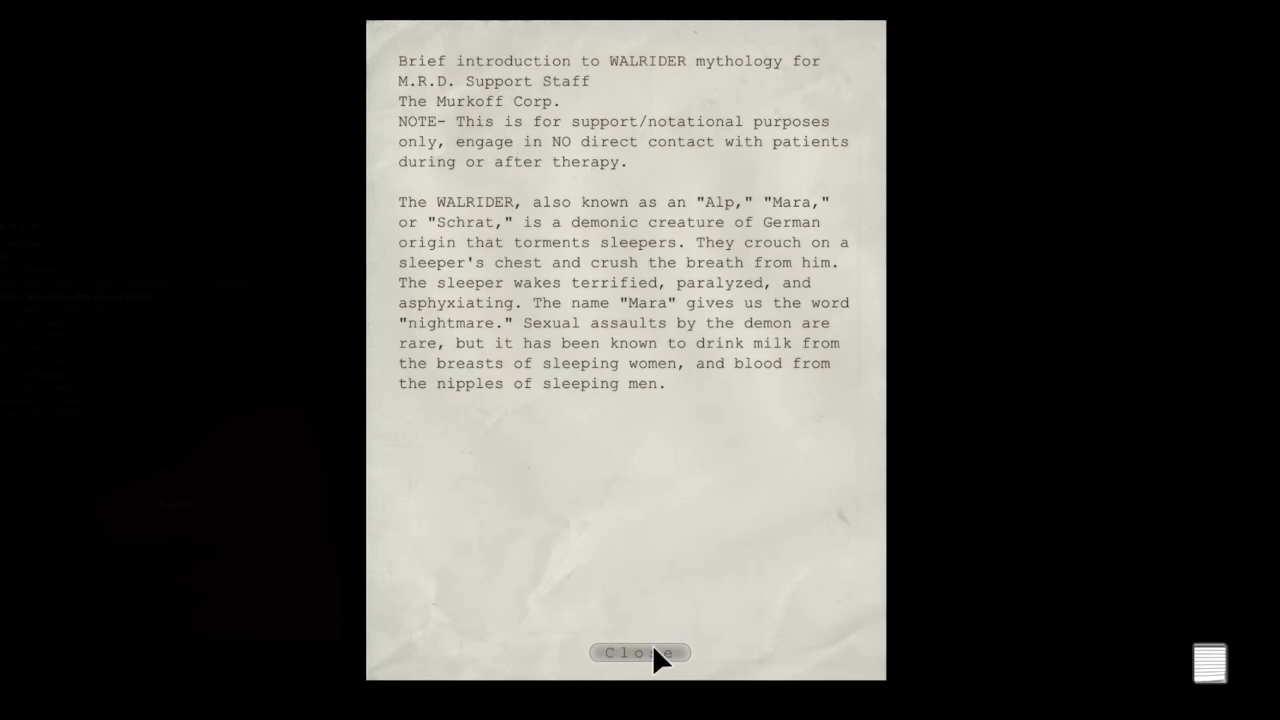 Brief introduction to WALRIDER mythology for
M.R.D. Support Staff
The Murkoff Corp.
NOTE- This is for support/notational purposes
only, engage in NO direct contact with patients
during or after therapy.
The WALRIDER, also known as an "Alp," "Mara,"
or "Schrat," is a demonic creature of German
origin that torments sleepers. They crouch on a
sleeper's chest and crush the breath from him.
The sleeper wakes terrified, paralyzed, and
asphyxiating. The name "Mara" gives us the word
"nightmare." Sexual assaults by the demon are
rare, but it has been known to drink milk from
the breasts of sleeping women, and blood from
the nipples of sleeping men.
Close